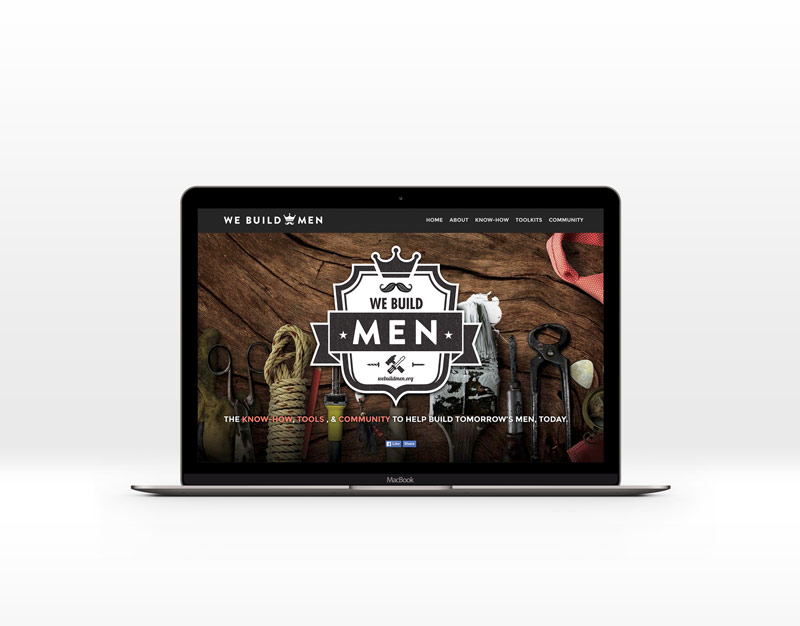 WE BUILD MEN
HOME ABOUT KNOW-HOW TOOLKITS COMMUNITY
WE BUILD
MEN
webuildmen.org
THE KNOW-HOW, TOOLS , & COMMUNITY TO HELP BUILD TOMORROW'S MEN, TODAY.
Like Share
MacBook